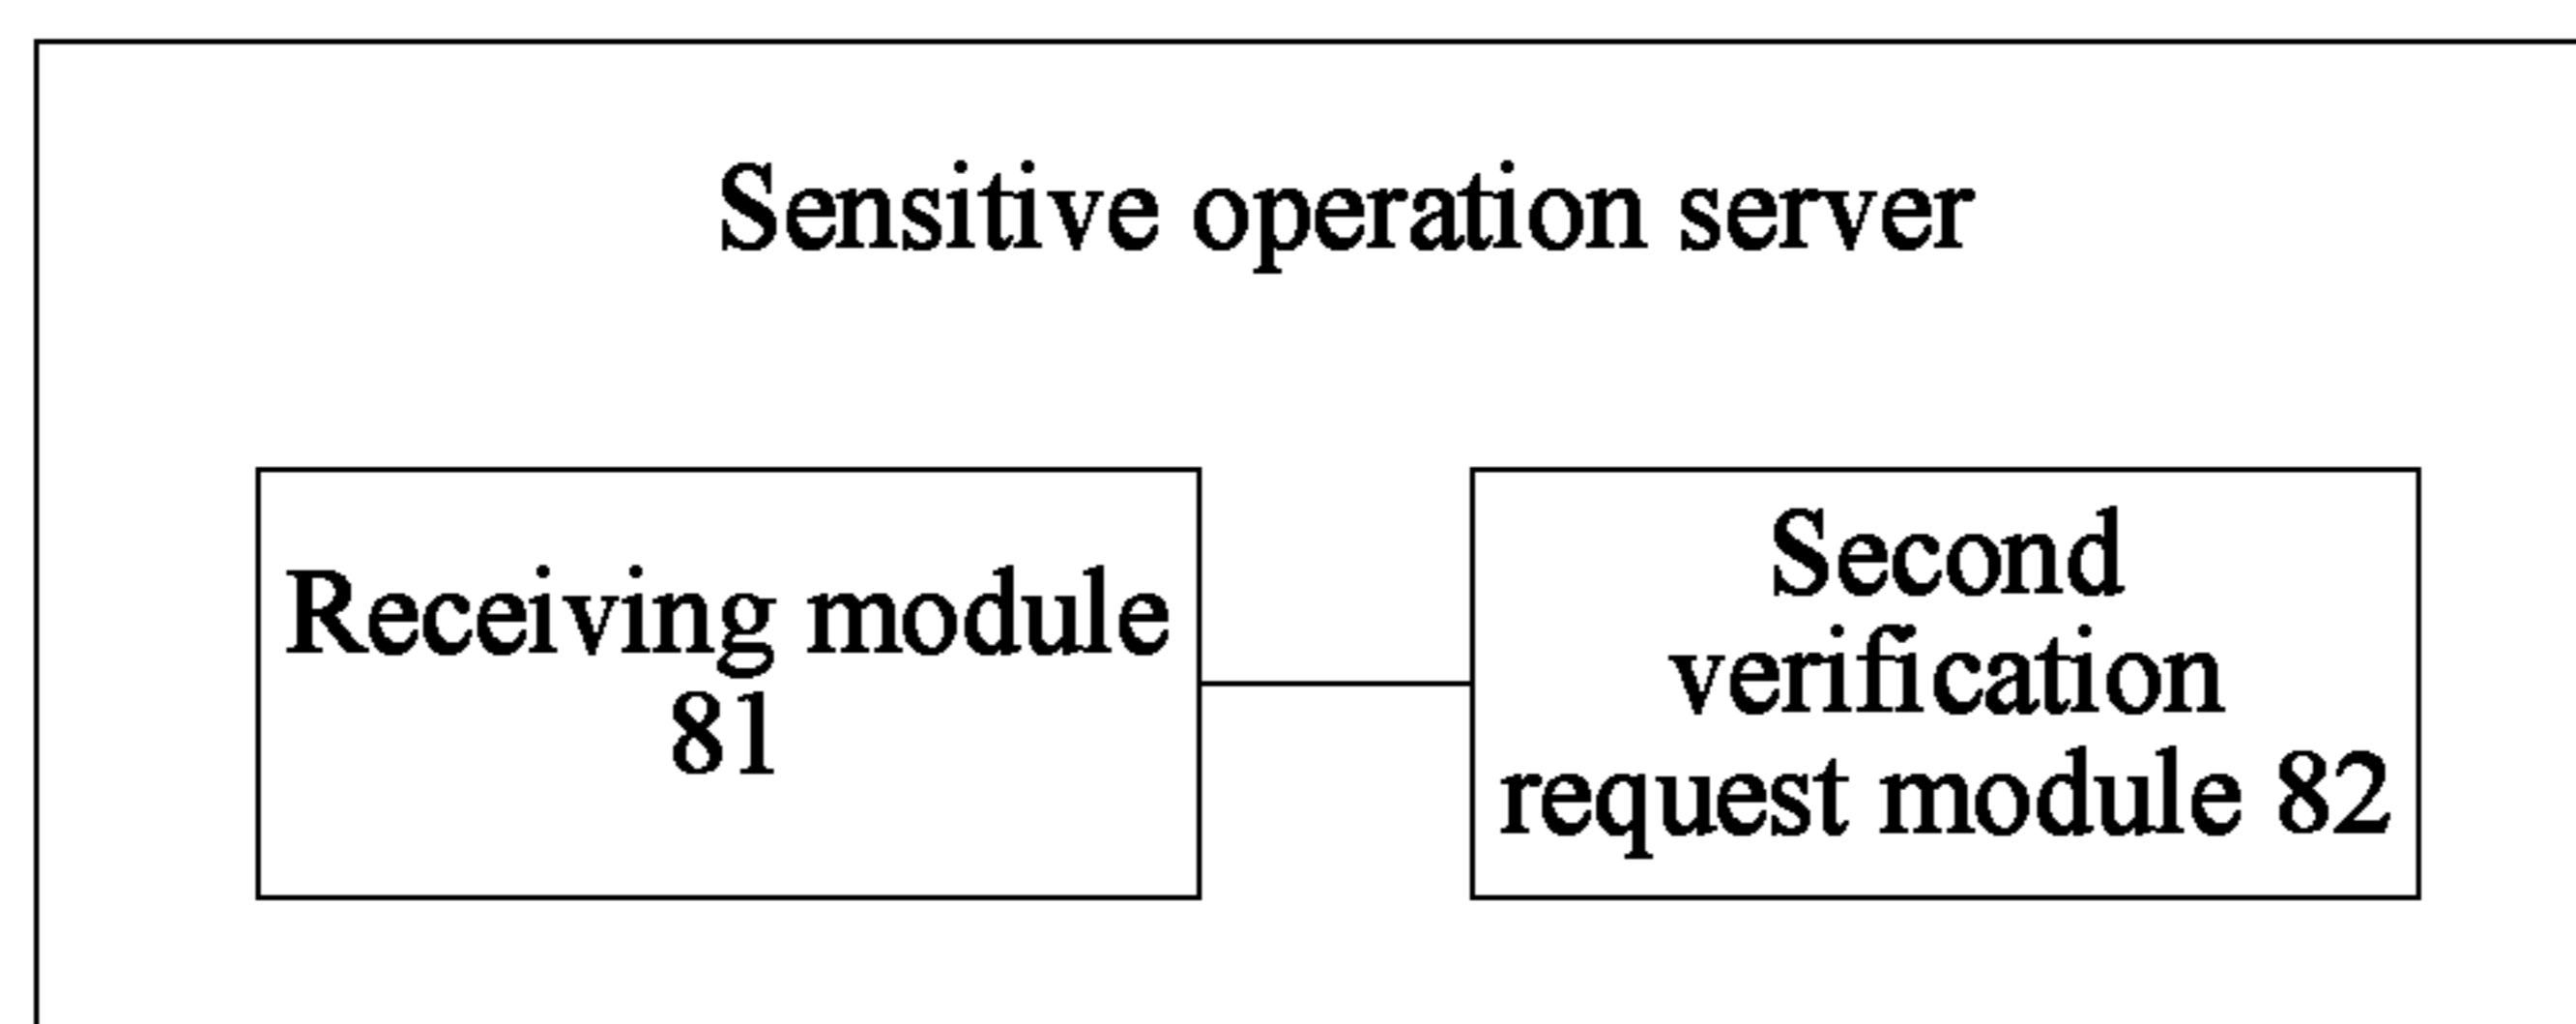 Sensitive operation server
Receiving module
81
Second
verification
request module 82